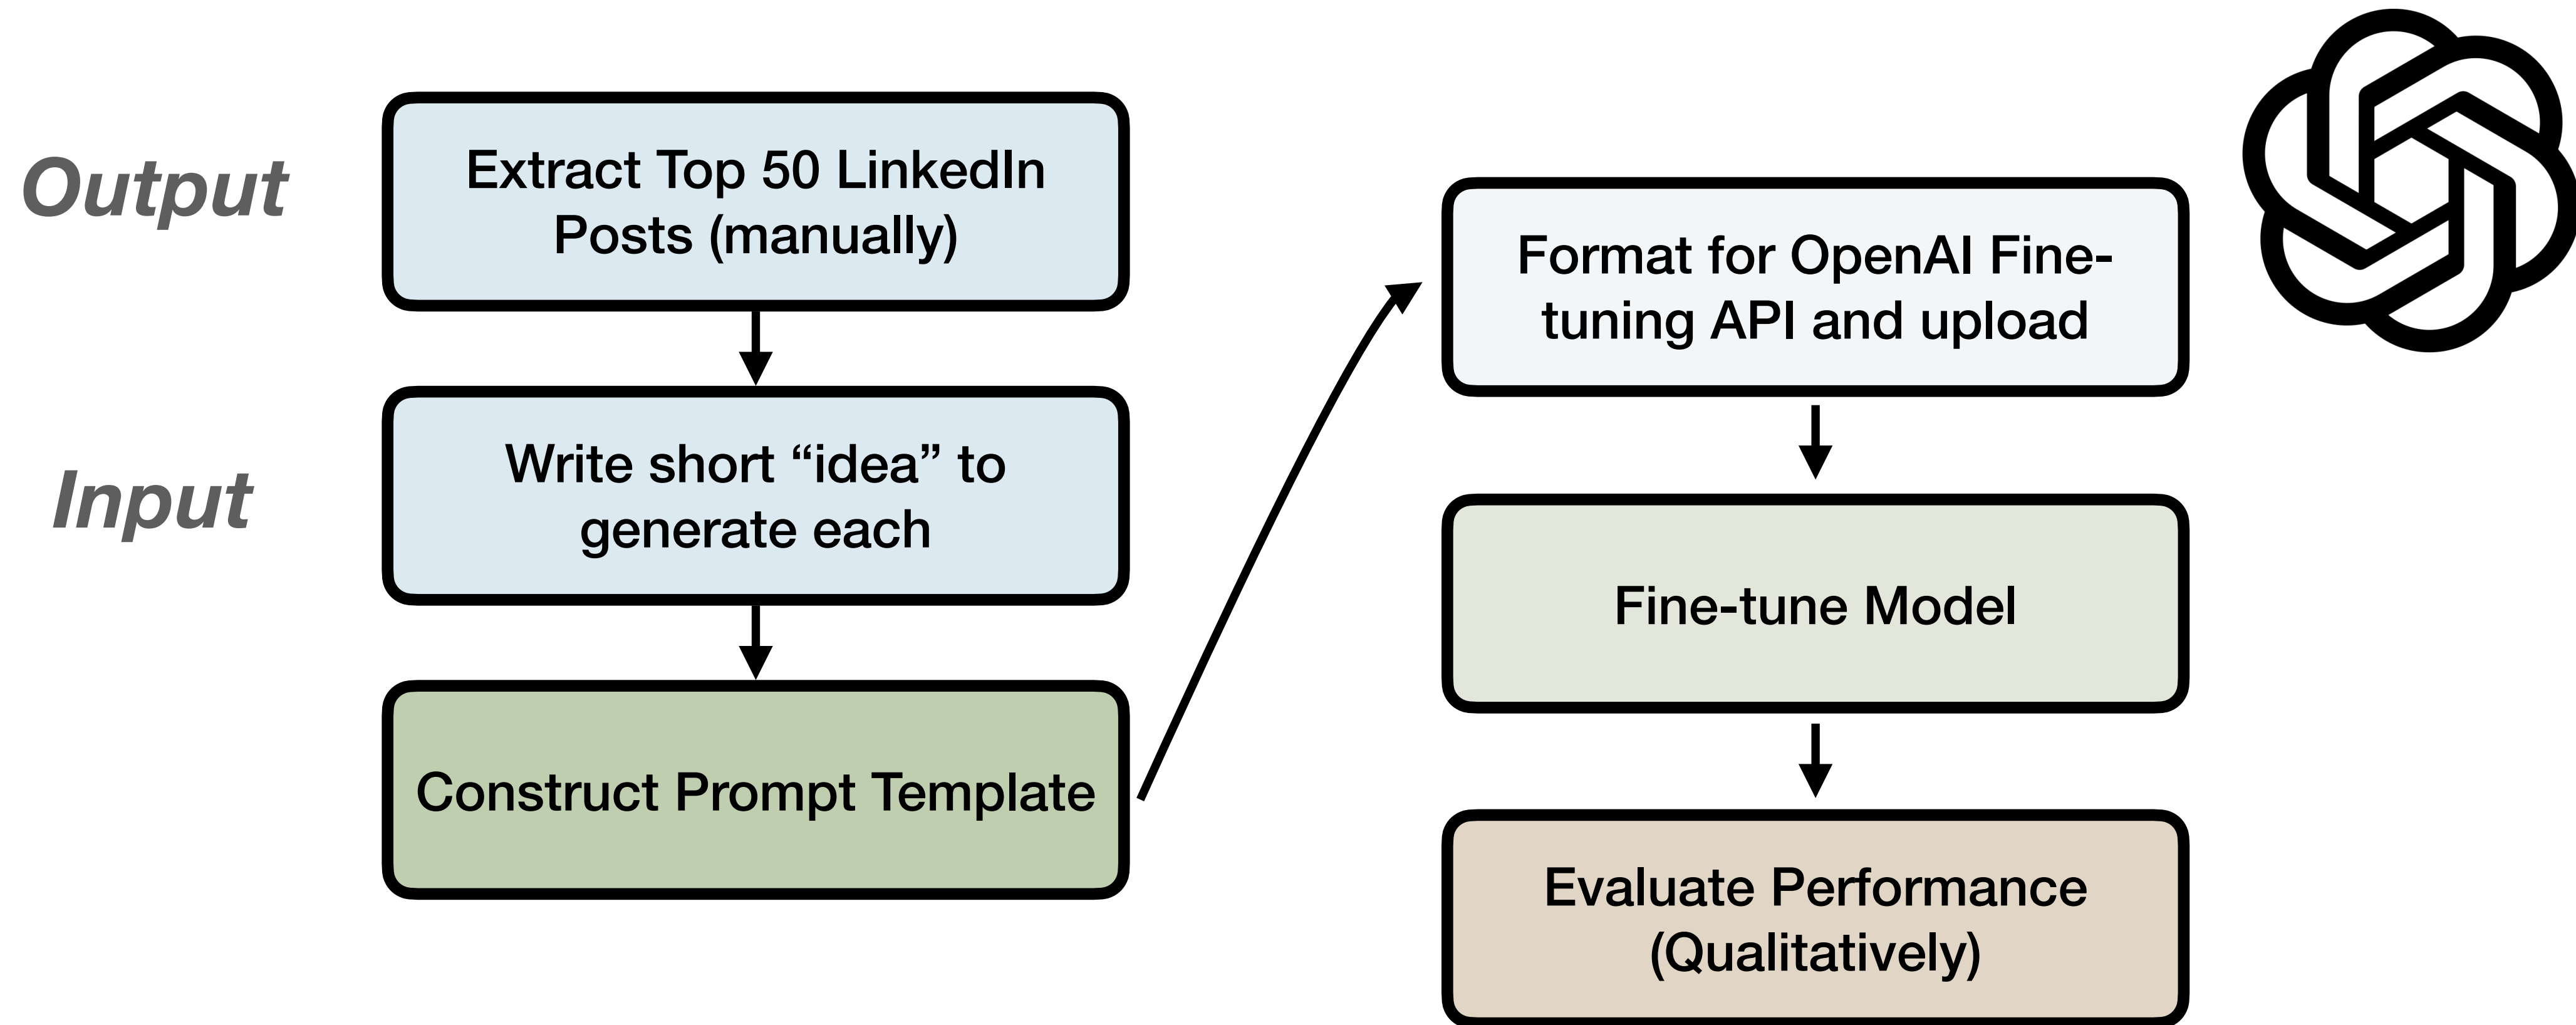 Output
Extract Top 50 LinkedIn
Posts (manually)
Input
Write short “idea” to
generate each
Construct Prompt Template
Format for OpenAI Fine-
tuning API and upload
Fine-tune Model
Evaluate Performance
(Qualitatively)